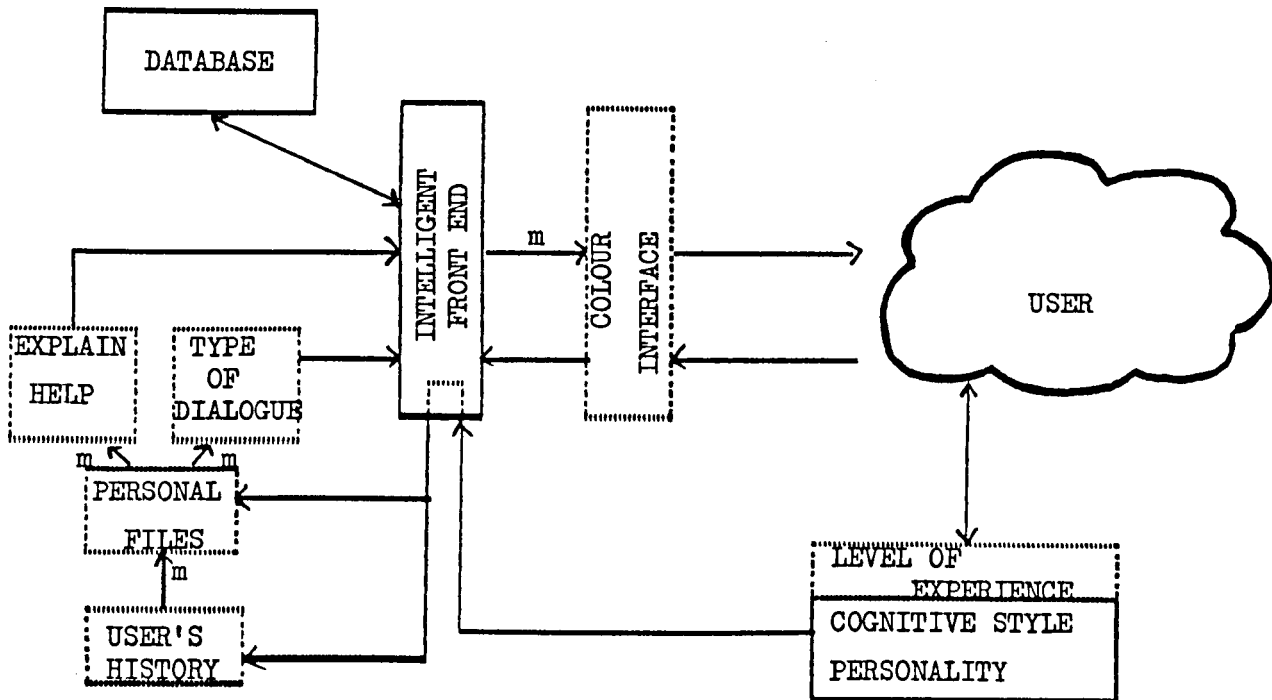 DATABASE
INTELLIGENT
FRONT END
m
COLOUR
INTERFACE
USER
EXPLAIN
HELP
TYPE
OF
DIALOGUE
m
m
PERSONAL
FILES
m
USER'S
HISTORY
LEVEL OF
EXPERIENCE
COGNITIVE STYLE
PERSONALITY